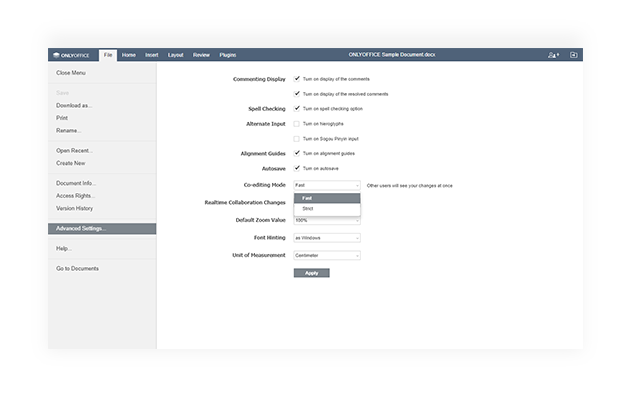 ONLYOFFICE File Home Insert Layout Review Plugins ONLYOFFICE Sample Document.docx
Close Menu
Save
Download as...
Print
Rename...
Open Recent...
Create New
Document Info...
Access Rights...
Version History
Advanced Settings...
Help...
Go to Documents
Commenting Display Turn on display of the comments
Turn on display of the resolved comments
Spell Checking Turn on spell checking option
Alternate Input Turn on hieroglyphs
Turn on Sogou Pinyin input
Alignment Guides Turn on alignment guides
Autosave Turn on autosave
Co-editing Mode Fast Other users will see your changes at once
Fast
Strict
Realtime Collaboration Changes
Default Zoom Value 100%
Font Hinting as Windows
Unit of Measurement Centimeter
Apply